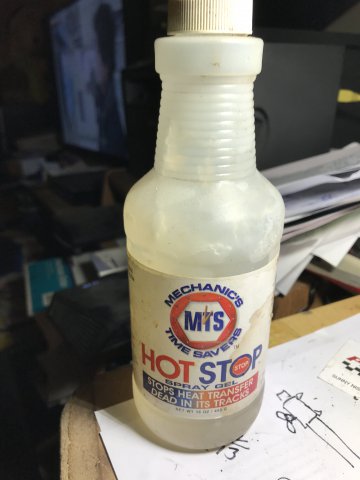 MECHANIC'S
MTS
TIME SAVERS
HOT STOP
STOP
SPRAY GEL
STOPS HEAT TRANSFER
DEAD IN ITS TRACKS